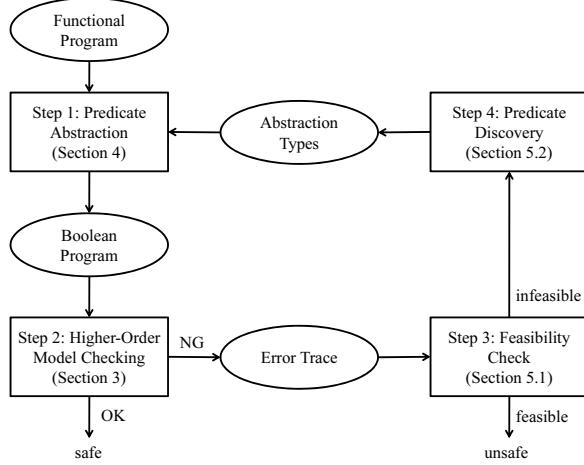 Functional
Program
Step 1: Predicate
Abstraction
(Section 4)
Abstraction
Types
Step 4: Predicate
Discovery
(Section 5.2)
Boolean
Program
infeasible
Step 2: Higher-Order
Model Checking
(Section 3)
NG
Error Trace
Step 3: Feasibility
Check
(Section 5.1)
OK
feasible
safe
unsafe